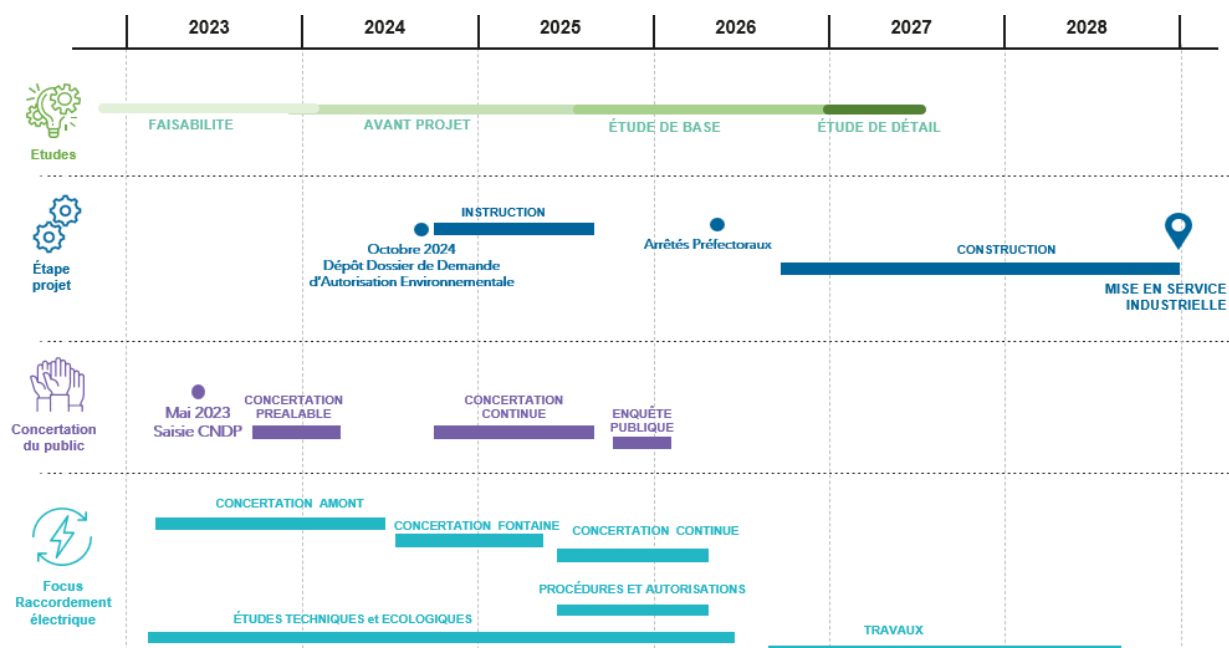 2023
2024
2025
2026
2027
2028
FAISABILITE
AVANT PROJET
ÉTUDE DE BASE
ÉTUDE DE DÉTAIL
Etudes
INSTRUCTION
Octobre 2024
Dépôt Dossier de Demande
d'Autorisation Environnementale
Arrêtés Préfectoraux
CONSTRUCTION
MISE EN SERVICE
INDUSTRIELLE
Étape
projet
Mai 2023
Saisie CNDP
CONCERTATION
PREALABLE
CONCERTATION
CONTINUE
ENQUÊTE
PUBLIQUE
Concertation
du public
CONCERTATION AMONT
CONCERTATION FONTAINE
CONCERTATION CONTINUE
PROCÉDURES ET AUTORISATIONS
ÉTUDES TECHNIQUES et ECOLOGIQUES
TRAVAUX
Focus
Raccordement
électrique